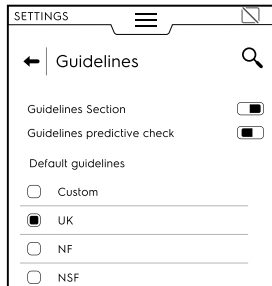 SETTINGS
Guidelines
Guidelines Section
Guidelines predictive check
Default guidelines
Custom
UK
NF
NSF